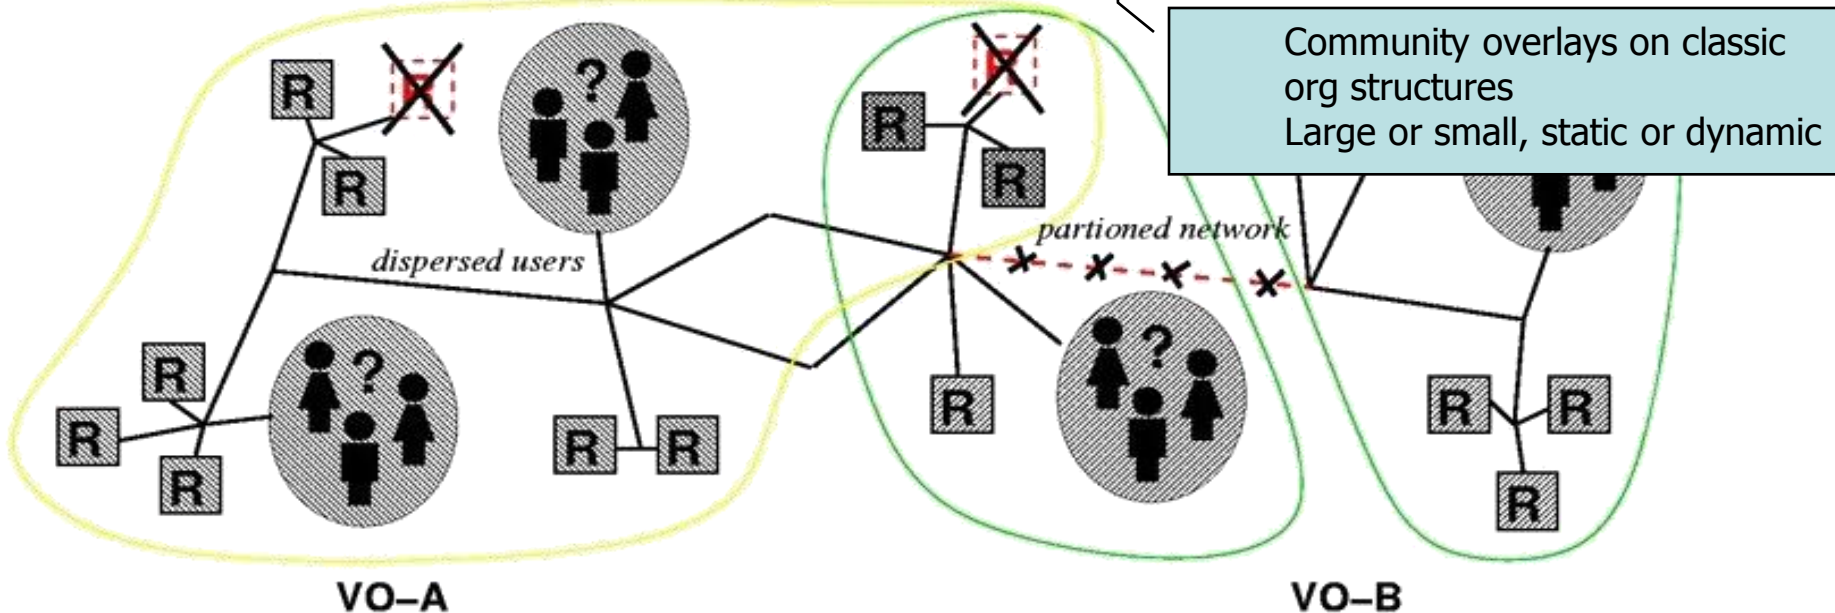 Community overlays on classic
org structures
Large or small, static or dynamic
R
R
?
R
R
R
partioned network
dispersed users
R
R
R
?
R
R
R
?
R
R
R
R
VO–A
VO–B